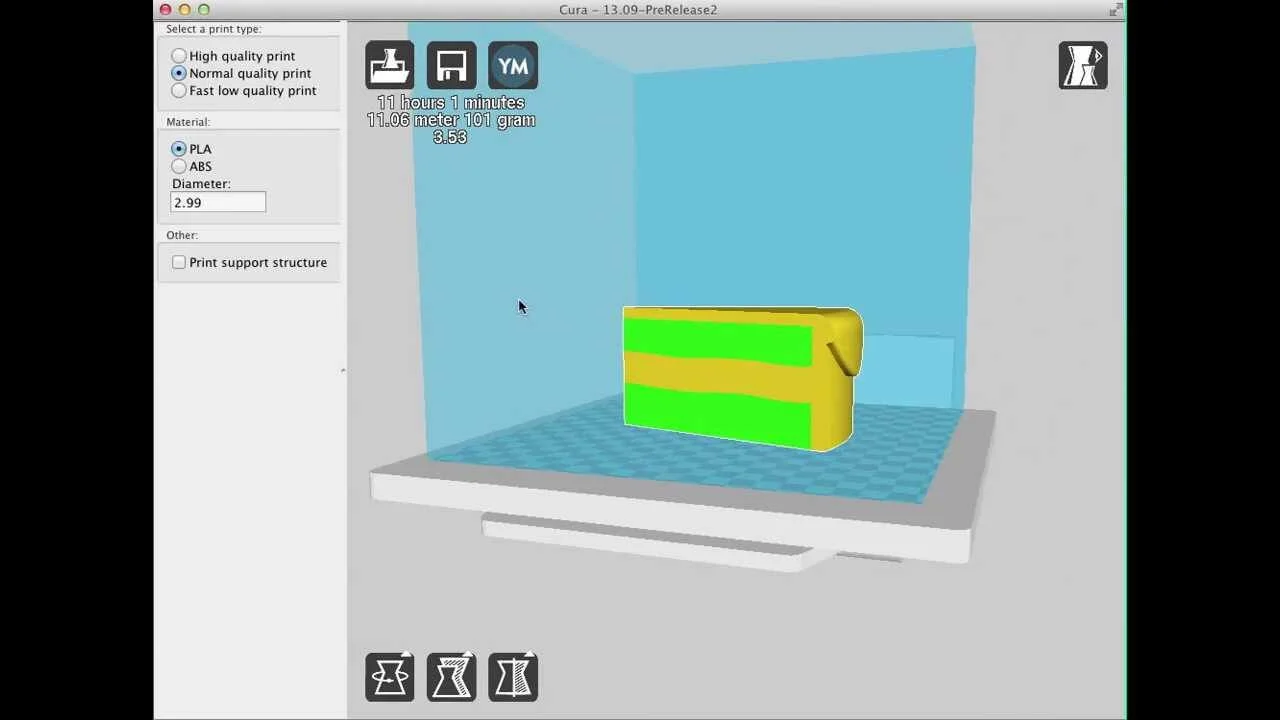 Cura - 13.09-PreRelease2
Select a print type:
High quality print
Normal quality print
Fast low quality print
Material:
PLA
ABS
Diameter:
2.99
Other:
Print support structure
YM
11 hours 1 minutes
11.06 meter 101 gram
3.53